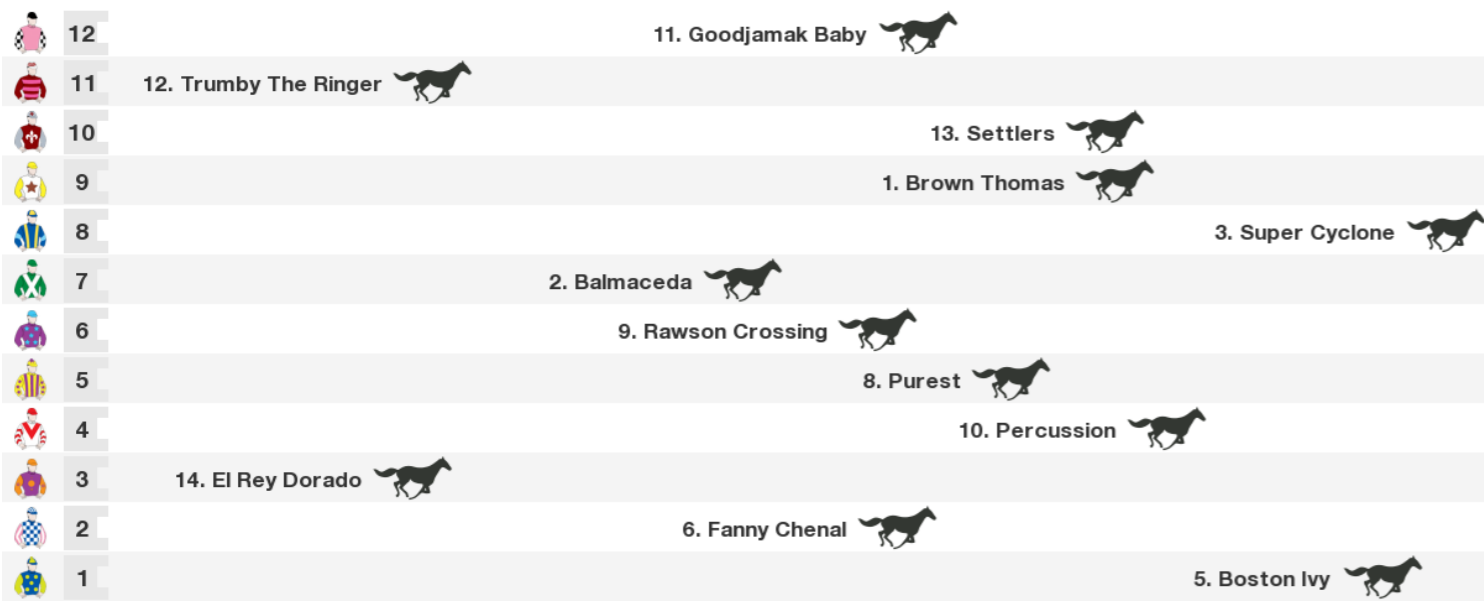 12 11. Goodjamak Baby
11 12. Trumby The Ringer
10 13. Settlers
9 1. Brown Thomas
8 3. Super Cyclone
7 2. Balmaceda
6 9. Rawson Crossing
5 8. Purest
4 10. Percussion
3 14. El Rey Dorado
2 6. Fanny Chenal
1 5. Boston Ivy